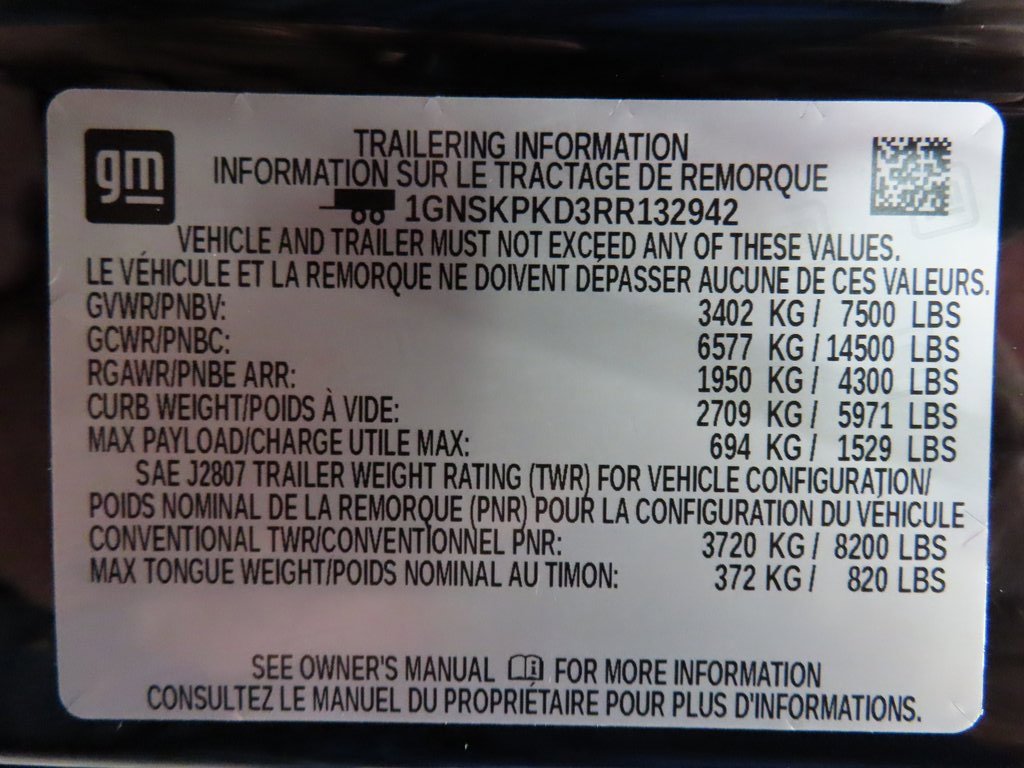 gm
TRAILERING INFORMATION
INFORMATION SUR LE TRACTAGE DE REMORQUE
1GNSKPKD3RR132942
VEHICLE AND TRAILER MUST NOT EXCEED ANY OF THESE VALUES.
LE VÉHICULE ET LA REMORQUE NE DOIVENT DÉPASSER AUCUNE DE CES VALEURS.
GVWR/PNBV: 3402 KG / 7500 LBS
GCWR/PNBC: 6577 KG / 14500 LBS
RGAWR/PNBE ARR: 1950 KG / 4300 LBS
CURB WEIGHT/POIDS À VIDE: 2709 KG / 5971 LBS
MAX PAYLOAD/CHARGE UTILE MAX: 694 KG / 1529 LBS
SAE J2807 TRAILER WEIGHT RATING (TWR) FOR VEHICLE CONFIGURATION/
POIDS NOMINAL DE LA REMORQUE (PNR) POUR LA CONFIGURATION DU VÉHICULE
CONVENTIONAL TWR/CONVENTIONNEL PNR: 3720 KG / 8200 LBS
MAX TONGUE WEIGHT/POIDS NOMINAL AU TIMON: 372 KG / 820 LBS
SEE OWNER'S MANUAL FOR MORE INFORMATION
CONSULTEZ LE MANUEL DU PROPRIÉTAIRE POUR PLUS D'INFORMATIONS.